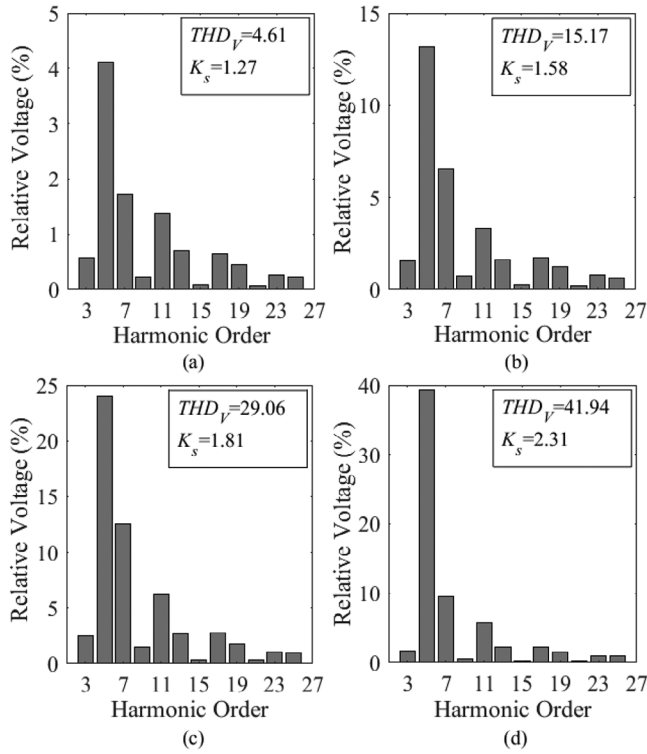 THD_V=4.61
K_s=1.27
Relative Voltage (%)
5
4
3
2
1
0
3 7 11 15 19 23 27
Harmonic Order
(a)
THD_V=15.17
K_s=1.58
Relative Voltage (%)
15
10
5
0
3 7 11 15 19 23 27
Harmonic Order
(b)
THD_V=29.06
K_s=1.81
Relative Voltage (%)
25
20
15
10
5
0
3 7 11 15 19 23 27
Harmonic Order
(c)
THD_V=41.94
K_s=2.31
Relative Voltage (%)
40
30
20
10
0
3 7 11 15 19 23 27
Harmonic Order
(d)